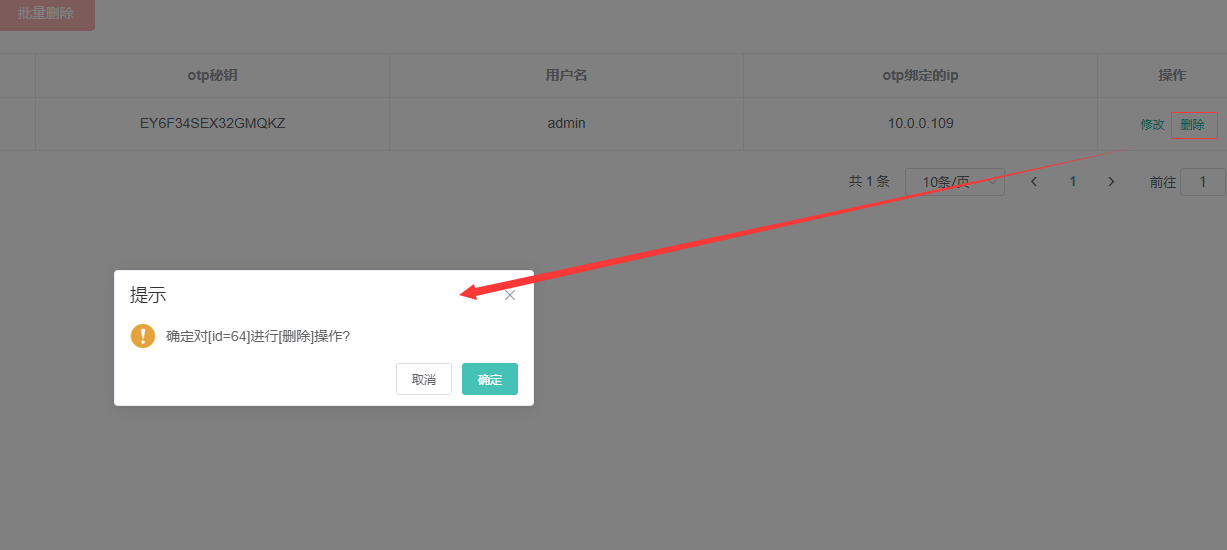 批量删除
otp秘钥 用户名 otp绑定的ip 操作
EY6F34SEX32GMQKZ admin 10.0.0.109 修改 删除
共 1 条 10条/页 1 前往 1
提示
确定对[id=64]进行[删除]操作?
取消 确定